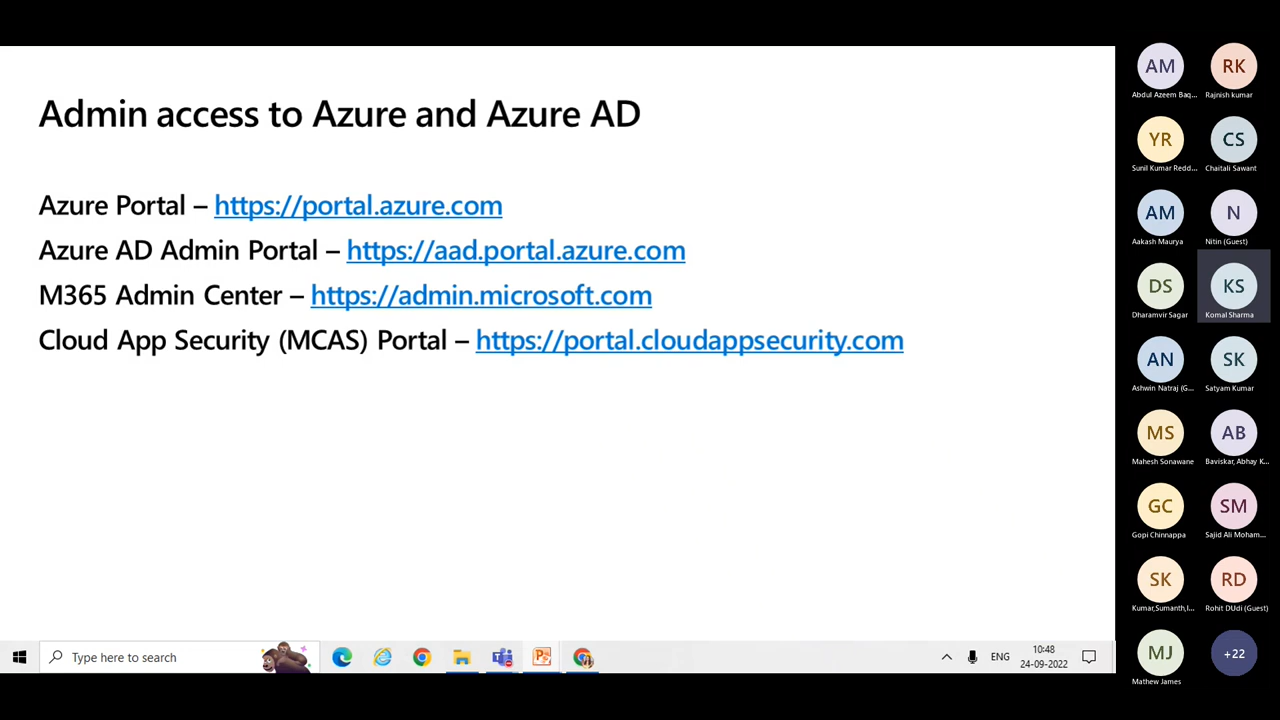 Admin access to Azure and Azure AD
Azure Portal – https://portal.azure.com
Azure AD Admin Portal – https://aad.portal.azure.com
M365 Admin Center – https://admin.microsoft.com
Cloud App Security (MCAS) Portal – https://portal.cloudappsecurity.com
AM
Abdul Azeem Baq...
RK
Rajnish kumar
YR
Sunil Kumar Redd...
CS
Chaitali Sawant
AM
Aakash Maurya
N
Nitin (Guest)
DS
Dharamvir Sagar
KS
Komal Sharma
AN
Ashwin Natraj (G...
SK
Satyam Kumar
MS
Mahesh Sonawane
AB
Baviskar, Abhay K...
GC
Gopi Chinnappa
SM
Sajid Ali Moham...
SK
Kumar,Sumanth,I...
RD
Rohit DUdi (Guest)
MJ
Mathew James
+22
Type here to search
ENG
10:48
24-09-2022